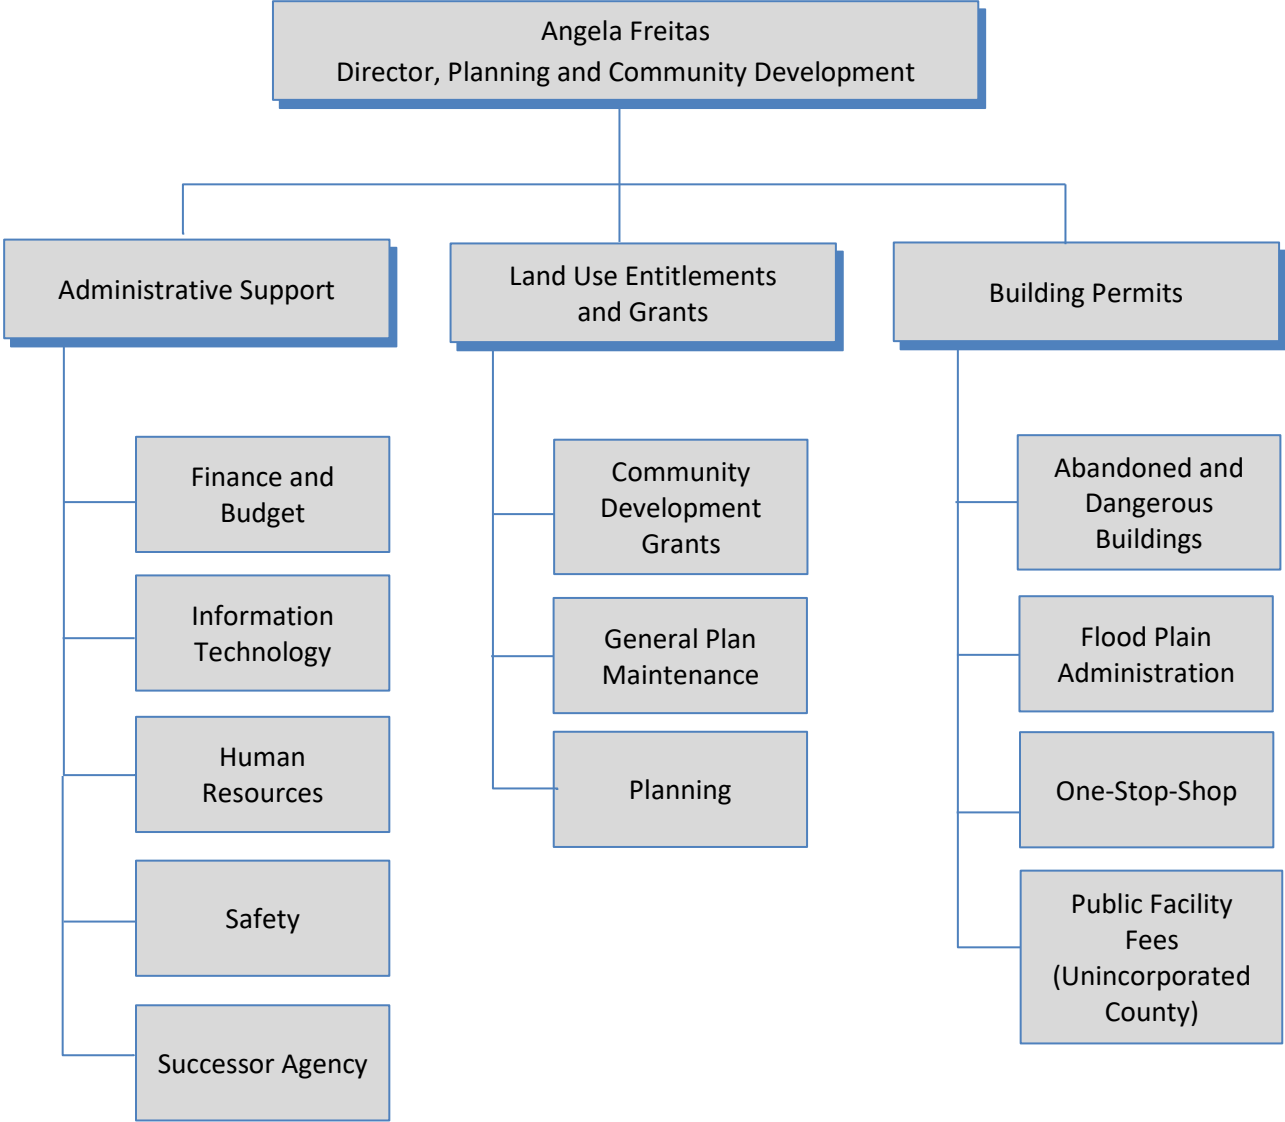 Angela Freitas
Director, Planning and Community Development
Administrative Support
Finance and
Budget
Information
Technology
Human
Resources
Safety
Successor Agency
Land Use Entitlements
and Grants
Community
Development
Grants
General Plan
Maintenance
Planning
Building Permits
Abandoned and
Dangerous
Buildings
Flood Plain
Administration
One-Stop-Shop
Public Facility
Fees
(Unincorporated
County)